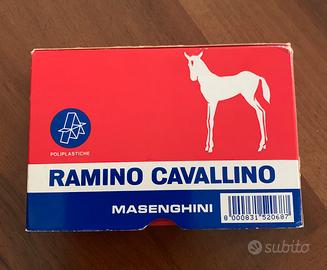 POLIPLASTICHE
RAMINO CAVALLINO
MASENGHINI
8 000831 520687
subito